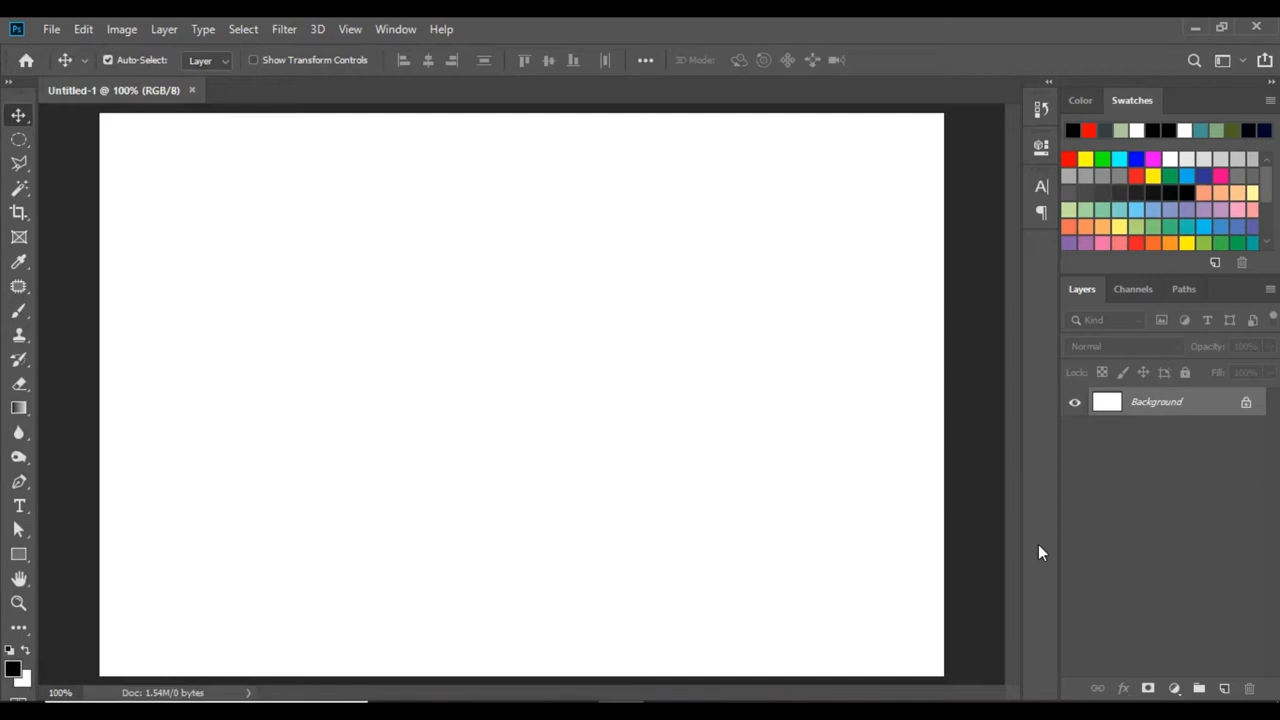 Ps File Edit Image Layer Type Select Filter 3D View Window Help
Auto-Select: Layer Show Transform Controls 3D Mode:
Untitled-1 @ 100% (RGB/8)
Color Swatches
Layers Channels Paths
Kind
Normal Opacity: 100%
Lock: Fill: 100%
Background
100% Doc: 1.54M/0 bytes